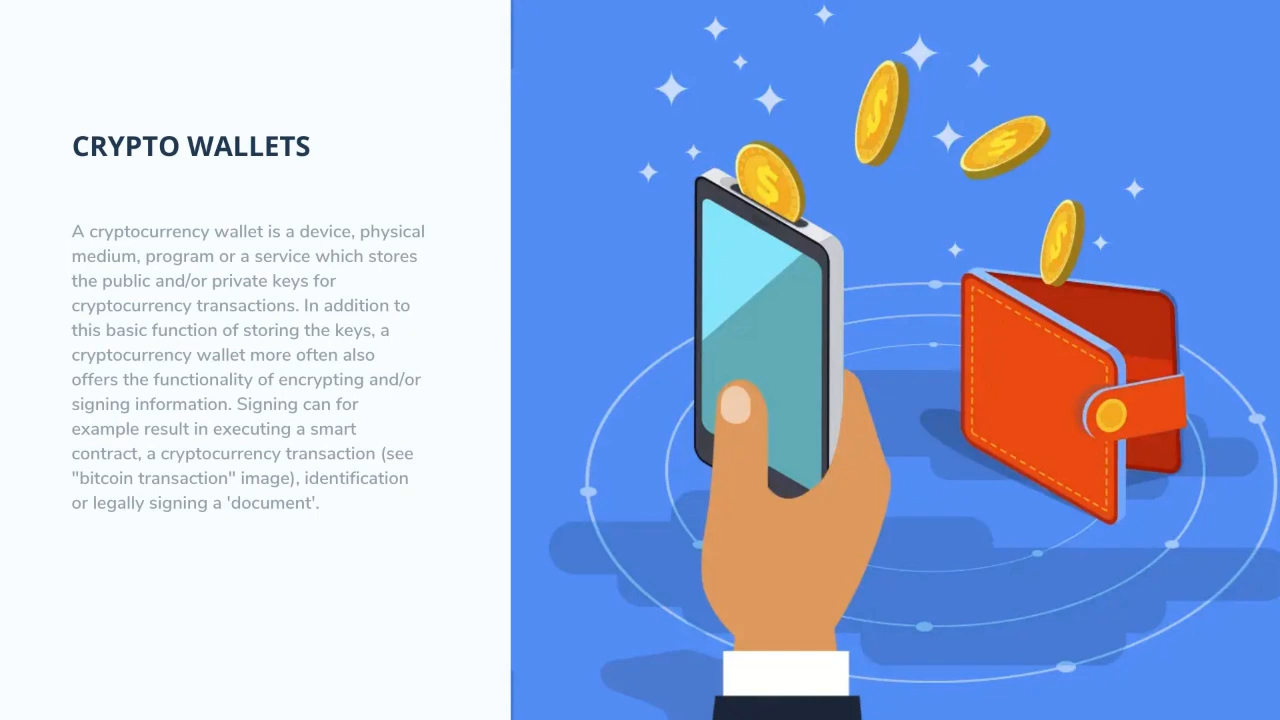 CRYPTO WALLETS
A cryptocurrency wallet is a device, physical
medium, program or a service which stores
the public and/or private keys for
cryptocurrency transactions. In addition to
this basic function of storing the keys, a
cryptocurrency wallet more often also
offers the functionality of encrypting and/or
signing information. Signing can for
example result in executing a smart
contract, a cryptocurrency transaction (see
"bitcoin transaction" image), identification
or legally signing a 'document'.